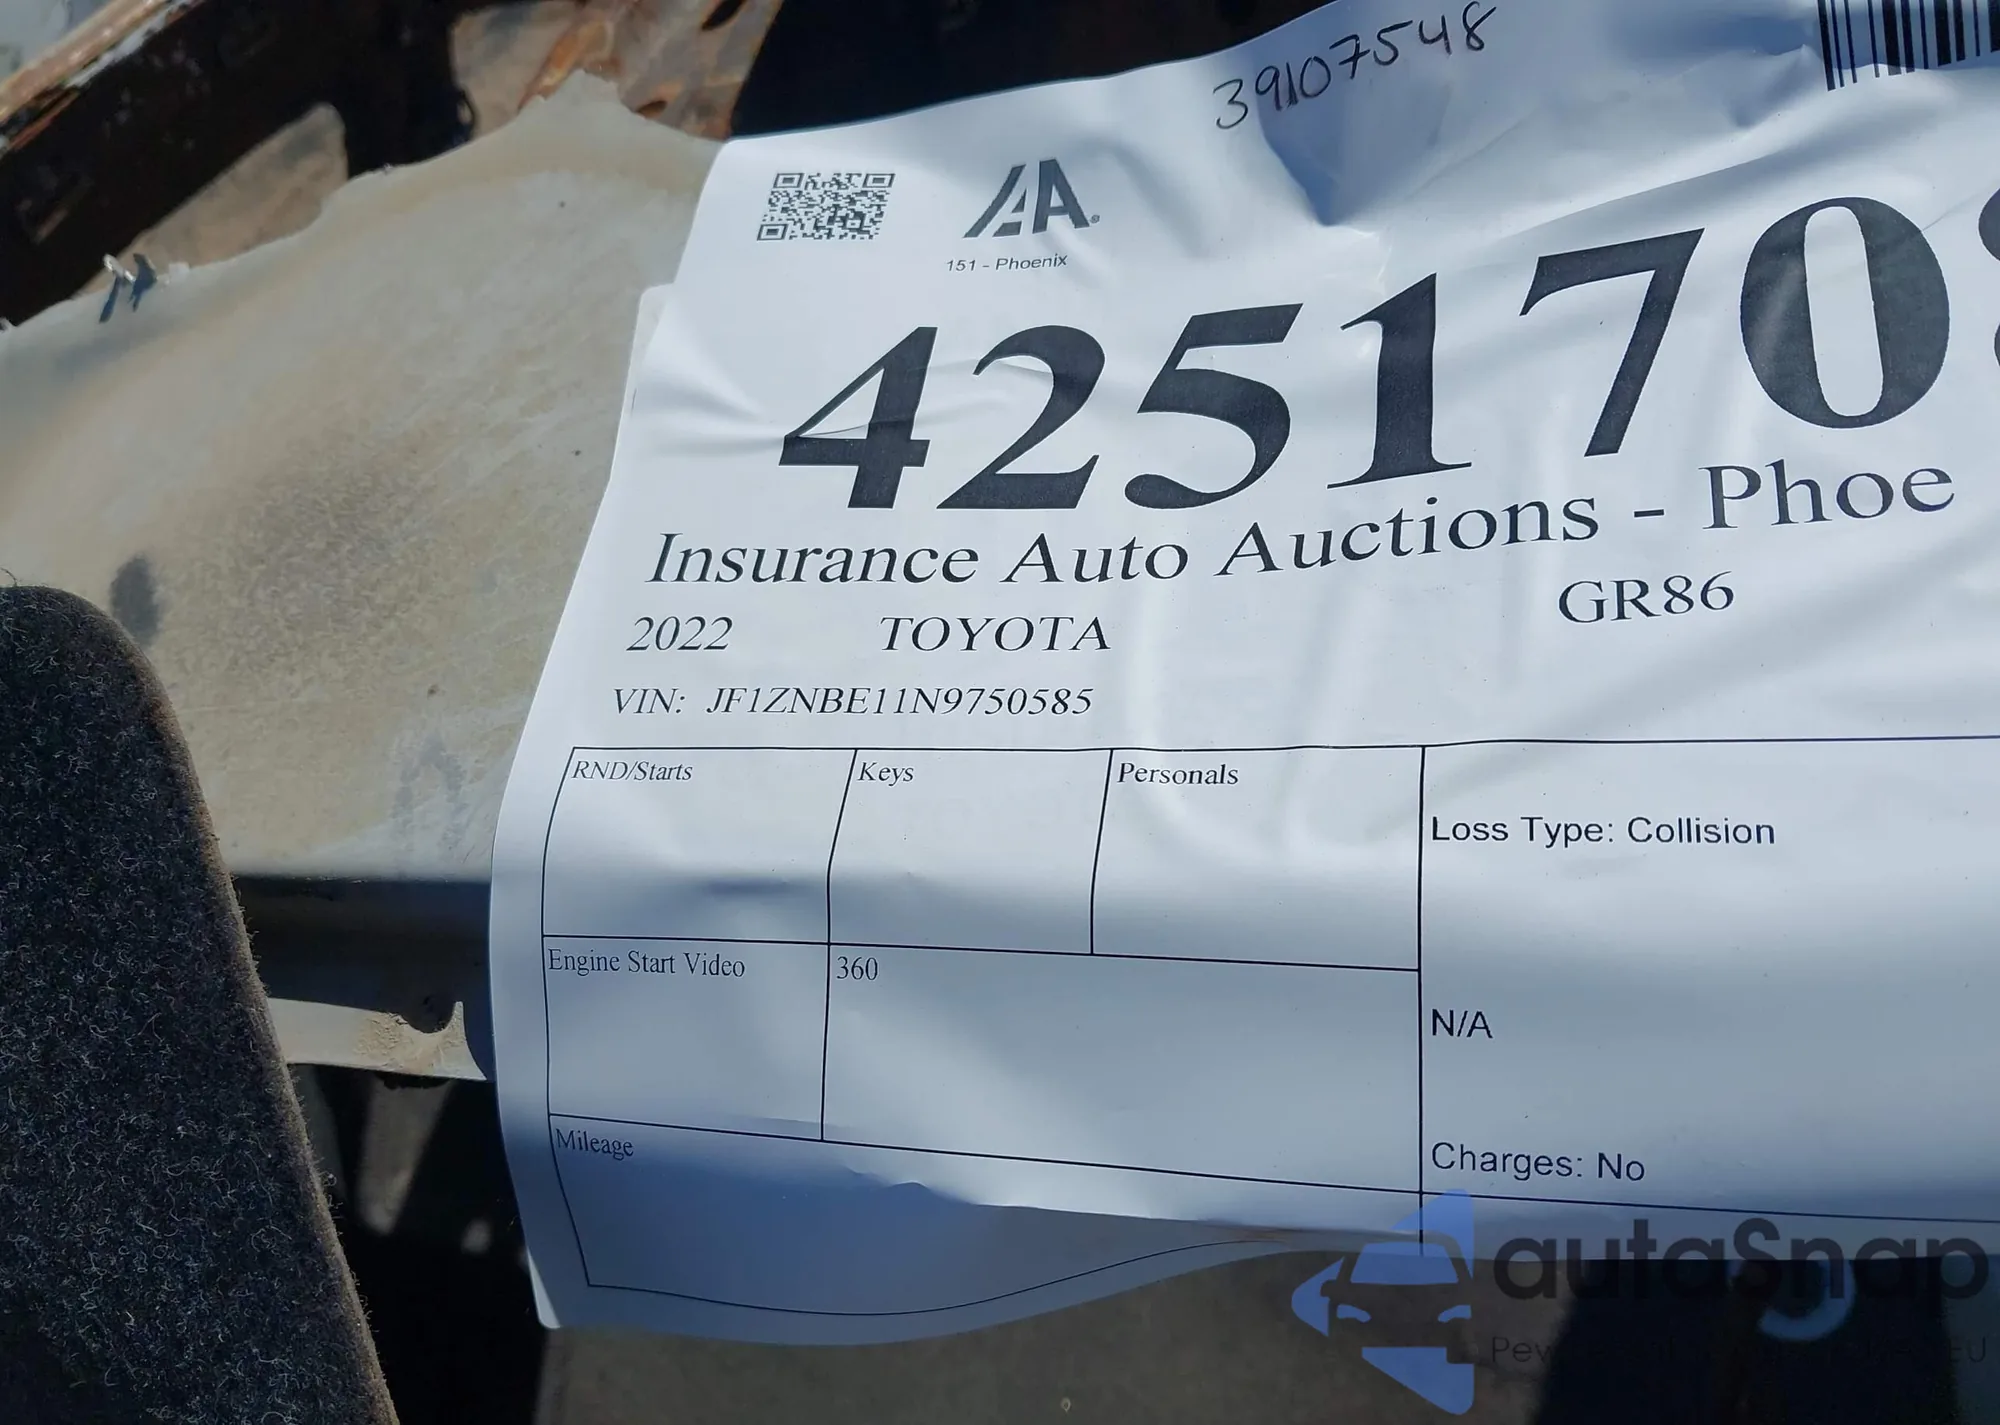 39107548
IAA
151 - Phoenix
425170
Insurance Auto Auctions - Phoe
2022 TOYOTA GR86
VIN: JF1ZNBE11N9750585
RND/Starts Keys Personals
Loss Type: Collision
Engine Start Video 360
N/A
Mileage
Charges: No
autaSnap